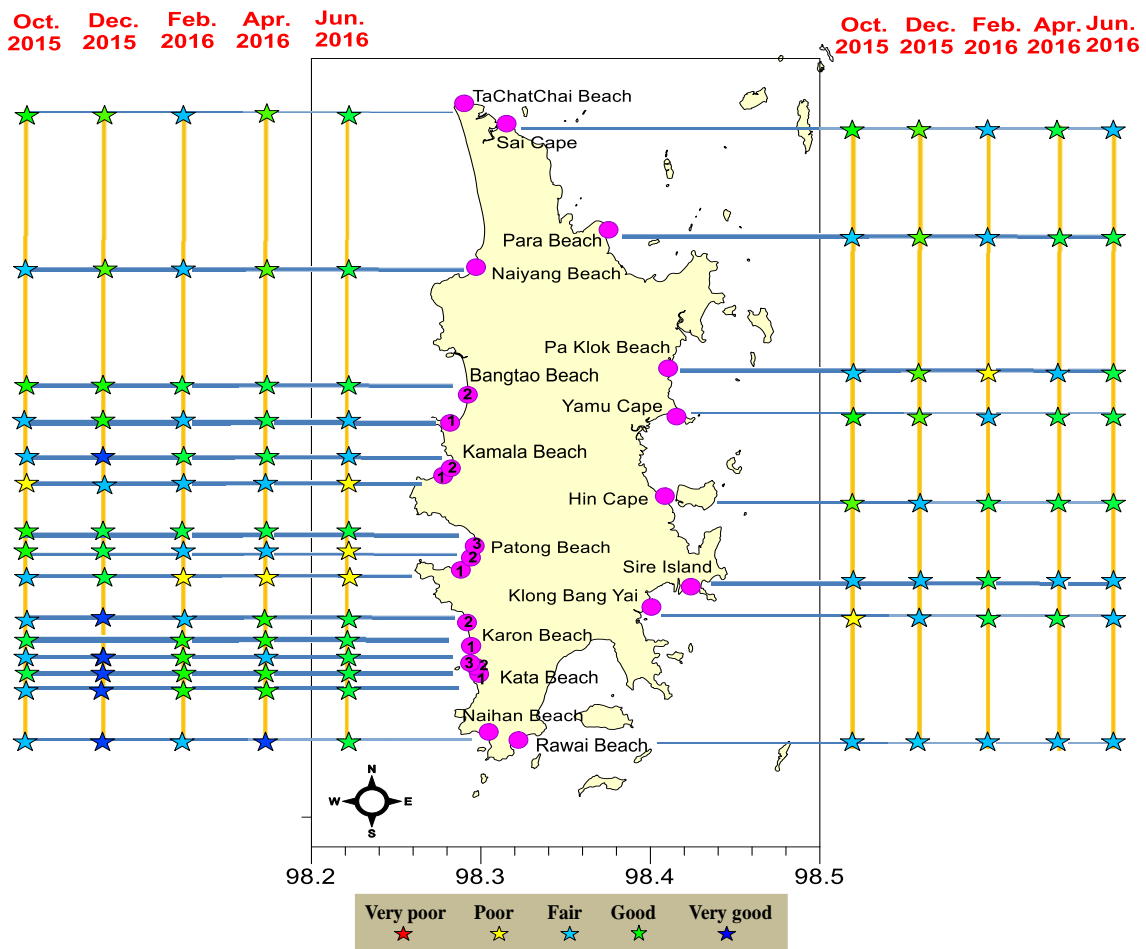 Oct. Dec. Feb. Apr. Jun.
2015 2015 2016 2016 2016
Oct. Dec. Feb. Apr. Jun.
2015 2015 2016 2016 2016
TaChatChai Beach
Sai Cape
Para Beach
Naiyang Beach
Pa Klok Beach
Bangtao Beach
2
Yamu Cape
1
Kamala Beach
2
1
Hin Cape
3
Patong Beach
2
1
Sire Island
Klong Bang Yai
2
Karon Beach
1
3
2
1
Kata Beach
Naihan Beach
Rawai Beach
N
W E
S
98.2 98.3 98.4 98.5
Very poor Poor Fair Good Very good